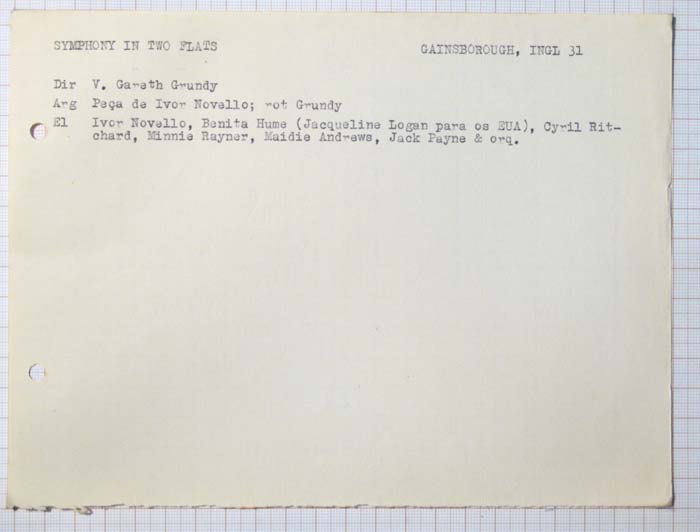 SYMPHONY IN TWO FLATS GAINSBOROUGH, INGL 31
Dir V. Gareth Grundy
Arg Peça de Ivor Novello; rot Grundy
El Ivor Novello, Benita Hume (Jacqueline Logan para os EUA), Cyril Rit-
chard, Minnie Rayner, Maidie Andrews, Jack Payne & orq.